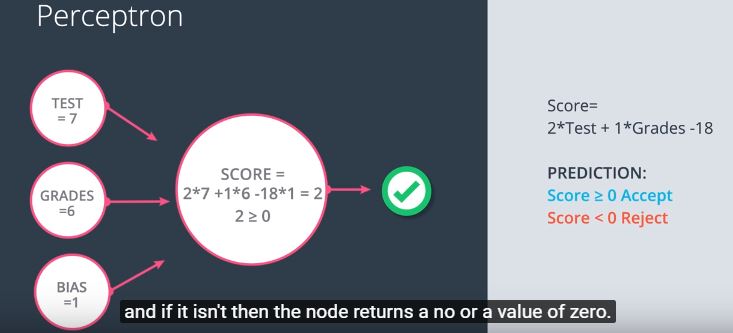 Perceptron
TEST
= 7
GRADES
=6
BIAS
=1
SCORE =
2*7 +1*6 -18*1 = 2
2 ≥ 0
Score=
2*Test + 1*Grades -18
PREDICTION:
Score ≥ 0 Accept
Score < 0 Reject
and if it isn't then the node returns a no or a value of zero.